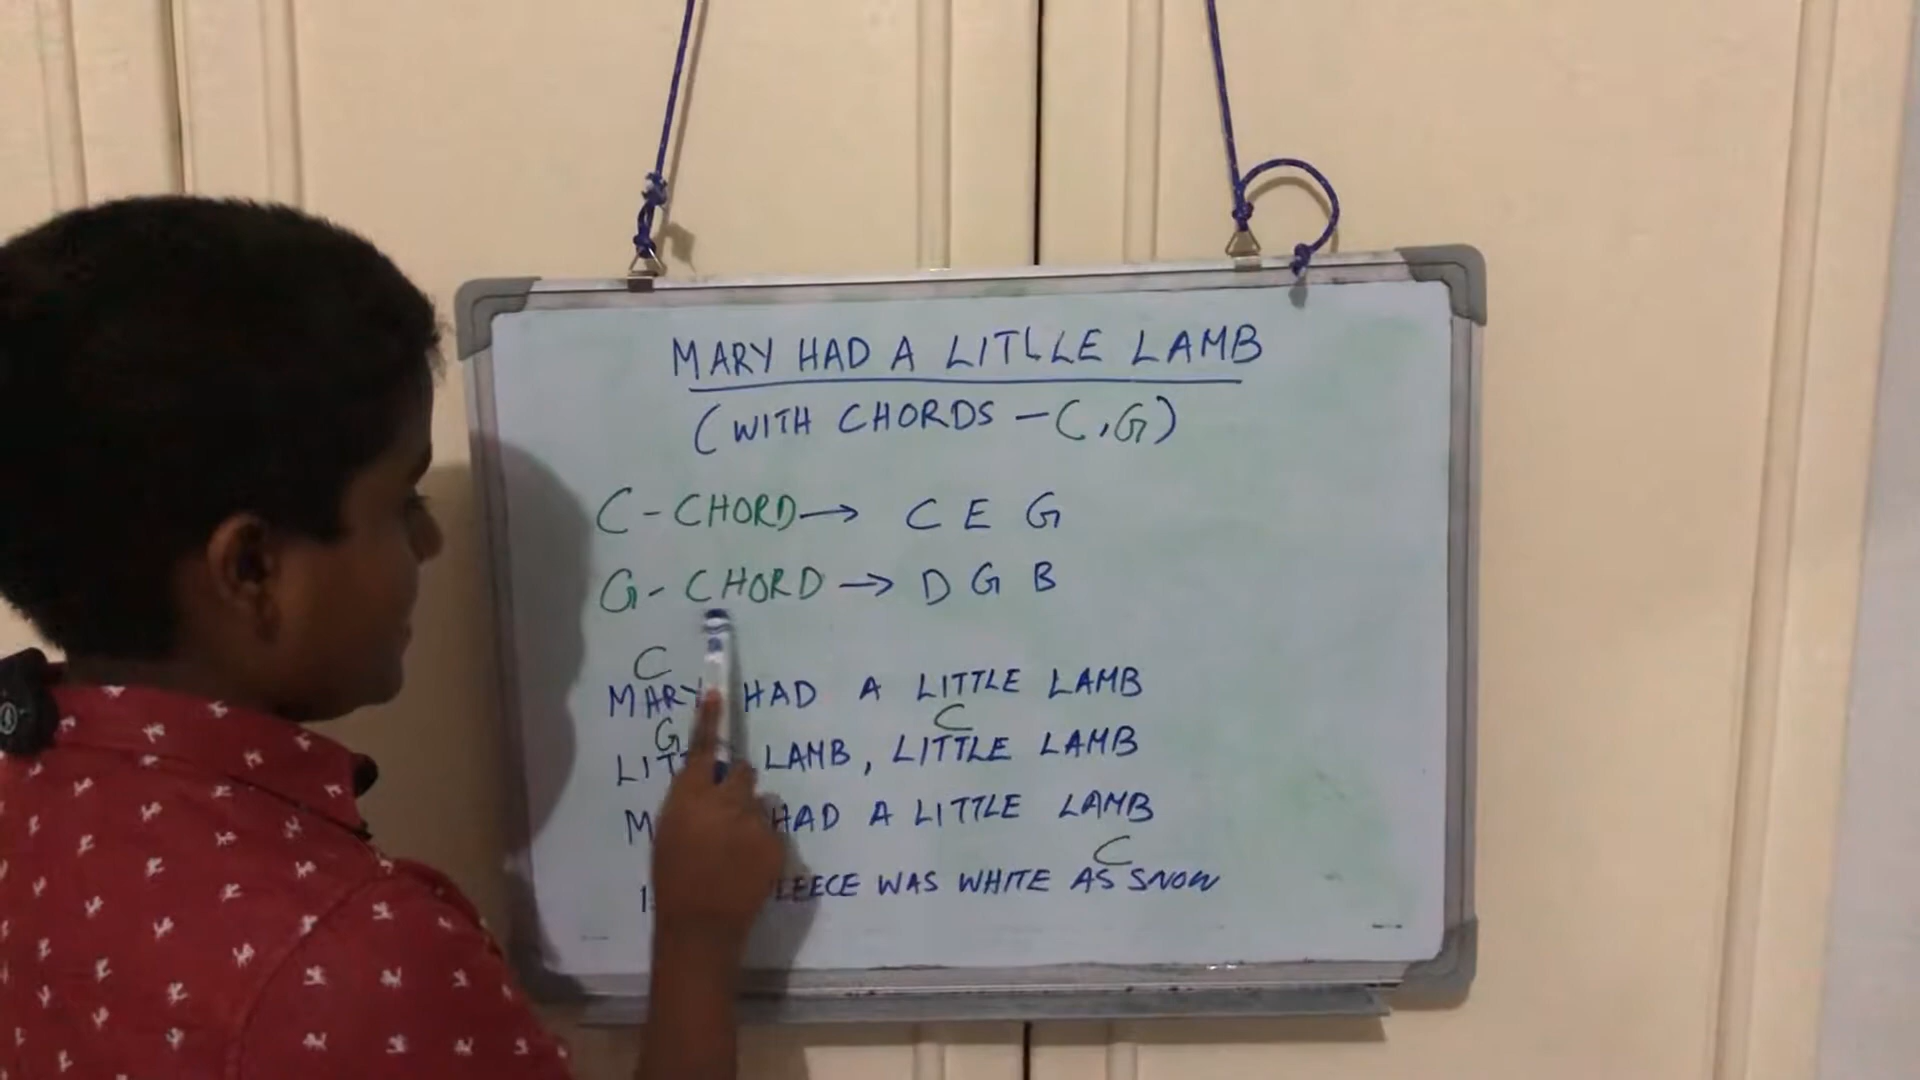 MARY HAD A LITLLE LAMB
(WITH CHORDS - C, G)
C - CHORD → C E G
G - CHORD → D G B
C
MARY HAD A LITTLE LAMB
G C
LAMB, LITTLE LAMB
HAD A LITTLE LAMB
C
WAS WHITE AS SNOW